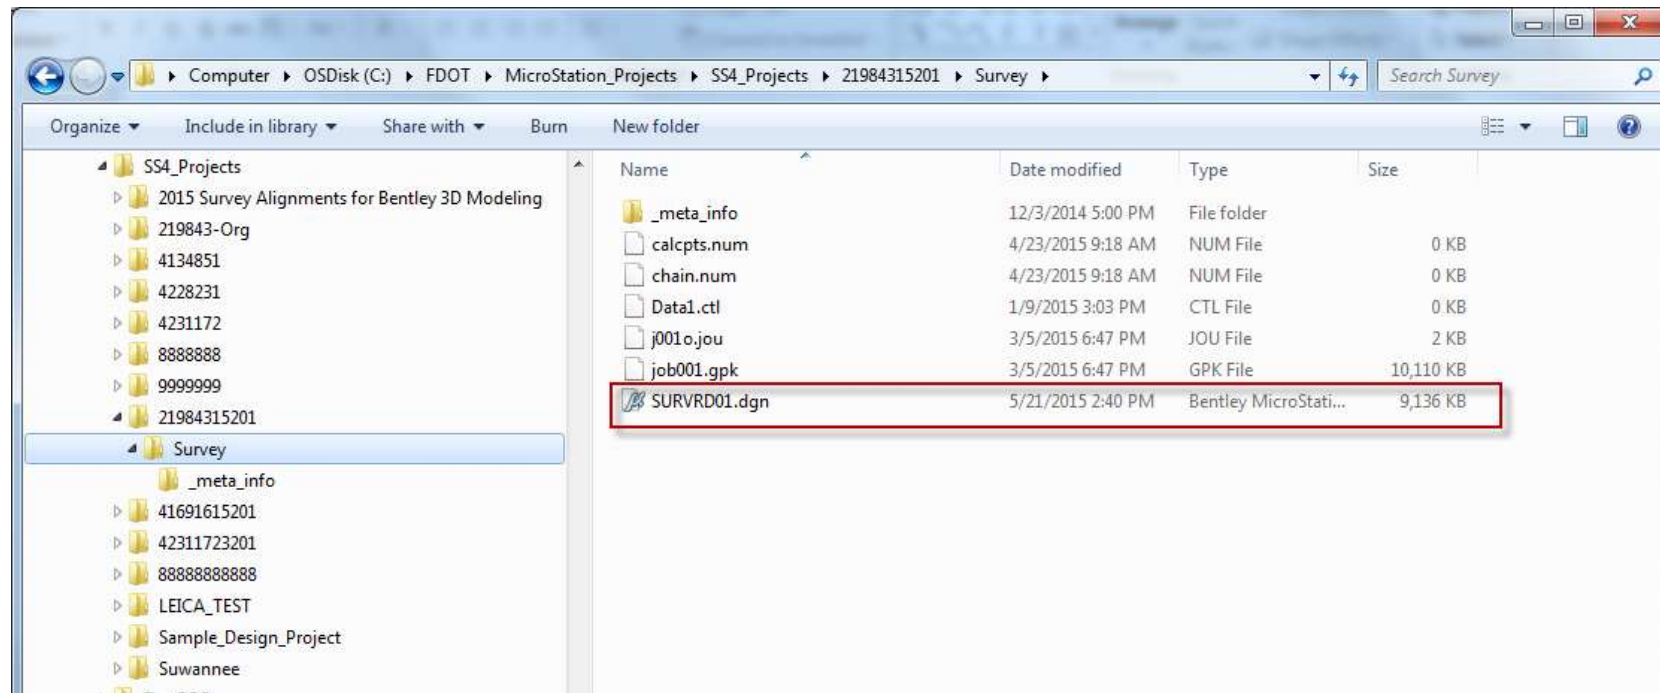 Computer OSDisk (C:) FDOT MicroStation_Projects SS4_Projects 21984315201 Survey Search Survey
Organize Include in library Share with Burn New folder
SS4_Projects
2015 Survey Alignments for Bentley 3D Modeling
219843-Org
4134851
4228231
4231172
8888888
9999999
21984315201
Survey
_meta_info
41691615201
42311723201
88888888888
LEICA_TEST
Sample_Design_Project
Suwannee
Name Date modified Type Size
_meta_info 12/3/2014 5:00 PM File folder
calcpts.num 4/23/2015 9:18 AM NUM File 0 KB
chain.num 4/23/2015 9:18 AM NUM File 0 KB
Data1.ctl 1/9/2015 3:03 PM CTL File 0 KB
j001o.jou 3/5/2015 6:47 PM JOU File 2 KB
job001.gpk 3/5/2015 6:47 PM GPK File 10,110 KB
SURVRD01.dgn 5/21/2015 2:40 PM Bentley MicroStati... 9,136 KB